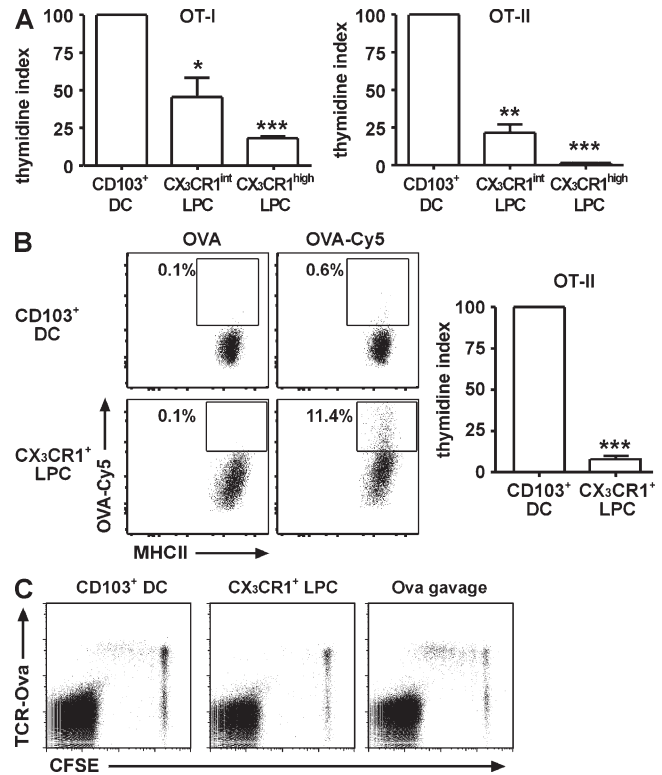 A
OT-I
thymidine index
100
75
50
25
0
*
***
CD103⁺ DC
CX₃CR1ⁱⁿᵗ LPC
CX₃CR1ʰⁱᵍʰ LPC
OT-II
thymidine index
100
75
50
25
0
**
***
CD103⁺ DC
CX₃CR1ⁱⁿᵗ LPC
CX₃CR1ʰⁱᵍʰ LPC
B
OVA
OVA-Cy5
CD103⁺ DC
0.1%
0.6%
CX₃CR1⁺ LPC
0.1%
11.4%
OVA-Cy5
MHCII
OT-II
thymidine index
100
75
50
25
0
***
CD103⁺ DC
CX₃CR1⁺ LPC
C
CD103⁺ DC
CX₃CR1⁺ LPC
Ova gavage
TCR-Ova
CFSE